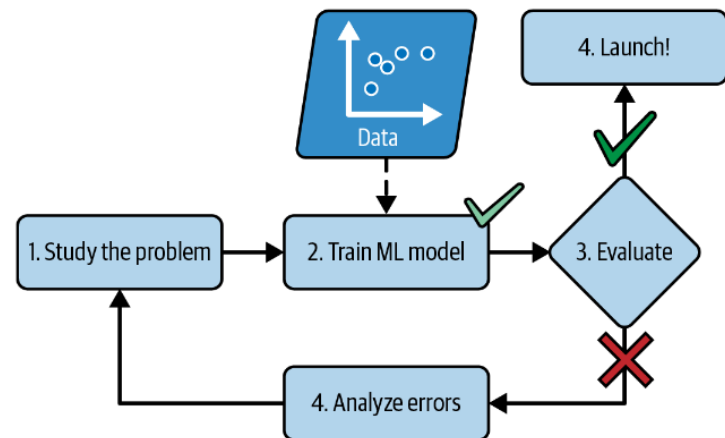 4. Launch!
Data
1. Study the problem
2. Train ML model
3. Evaluate
4. Analyze errors